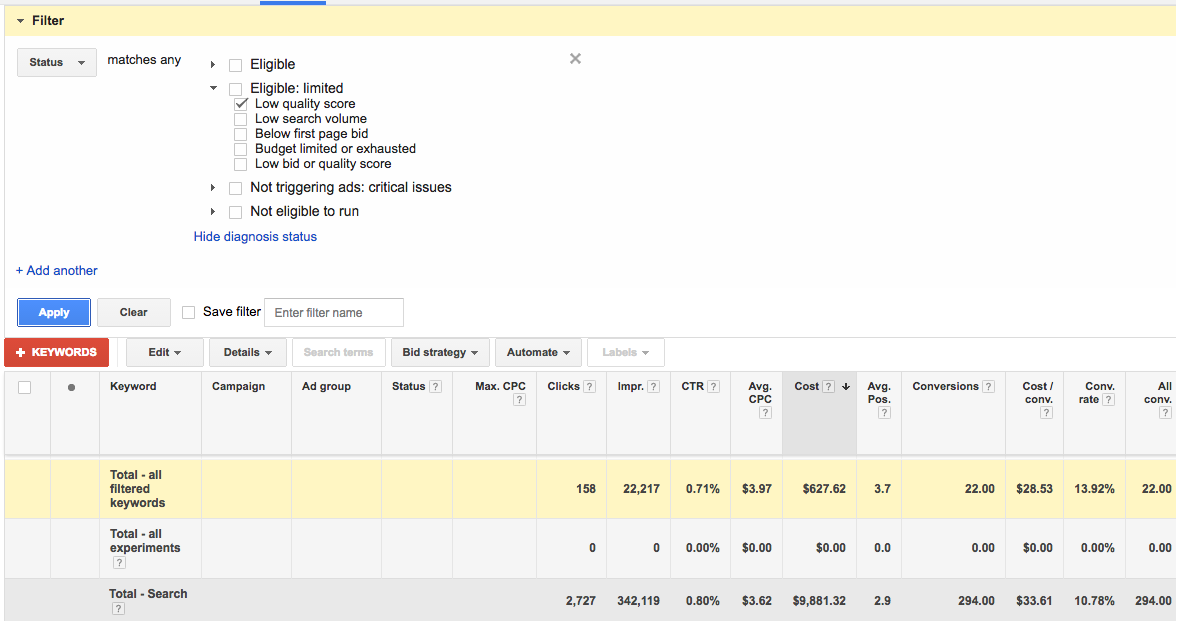 Filter
Status
matches any
Eligible
Eligible: limited
Low quality score
Low search volume
Below first page bid
Budget limited or exhausted
Low bid or quality score
Not triggering ads: critical issues
Not eligible to run
Hide diagnosis status
+ Add another
Apply Clear Save filter Enter filter name
+ KEYWORDS Edit Details Search terms Bid strategy Automate Labels
Keyword Campaign Ad group Status ? Max. CPC ? Clicks ? Impr. ? CTR ? Avg. CPC ? Cost ? Avg. Pos. ? Conversions ? Cost / conv. ? Conv. rate ? All conv. ?
Total - all
filtered
keywords
158 22,217 0.71% $3.97 $627.62 3.7 22.00 $28.53 13.92% 22.00
Total - all
experiments
?
0 0 0.00% $0.00 $0.00 0.0 0.00 $0.00 0.00% 0.00
Total - Search
?
2,727 342,119 0.80% $3.62 $9,881.32 2.9 294.00 $33.61 10.78% 294.00